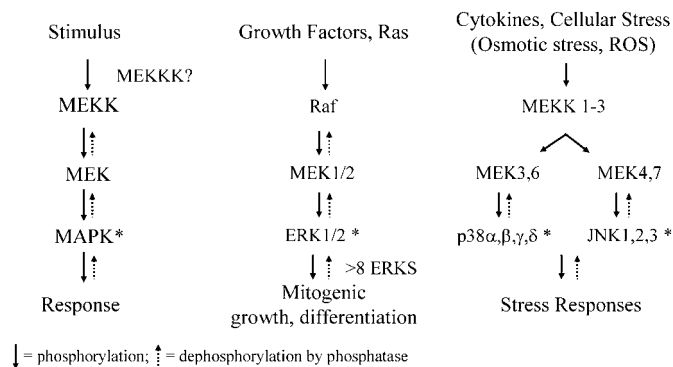 Stimulus
MEKKK?
MEKK
MEK
MAPK*
Response
Growth Factors, Ras
Raf
MEK1/2
ERK1/2 *
>8 ERKS
Mitogenic
growth, differentiation
Cytokines, Cellular Stress
(Osmotic stress, ROS)
MEKK 1-3
MEK3,6
MEK4,7
p38α,β,γ,δ *
JNK1,2,3 *
Stress Responses
= phosphorylation; = dephosphorylation by phosphatase